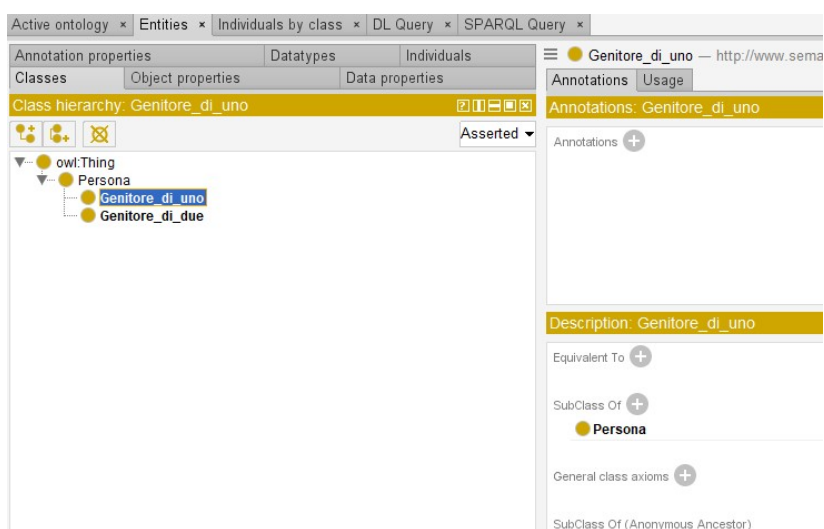 Active ontology × Entities × Individuals by class × DL Query × SPARQL Query ×
Annotation properties Datatypes Individuals
Classes Object properties Data properties
Class hierarchy: Genitore_di_uno
Asserted
owl:Thing
Persona
Genitore_di_uno
Genitore_di_due
Genitore_di_uno — http://www.sema
Annotations Usage
Annotations: Genitore_di_uno
Annotations
Description: Genitore_di_uno
Equivalent To
SubClass Of
Persona
General class axioms
SubClass Of (Anonymous Ancestor)